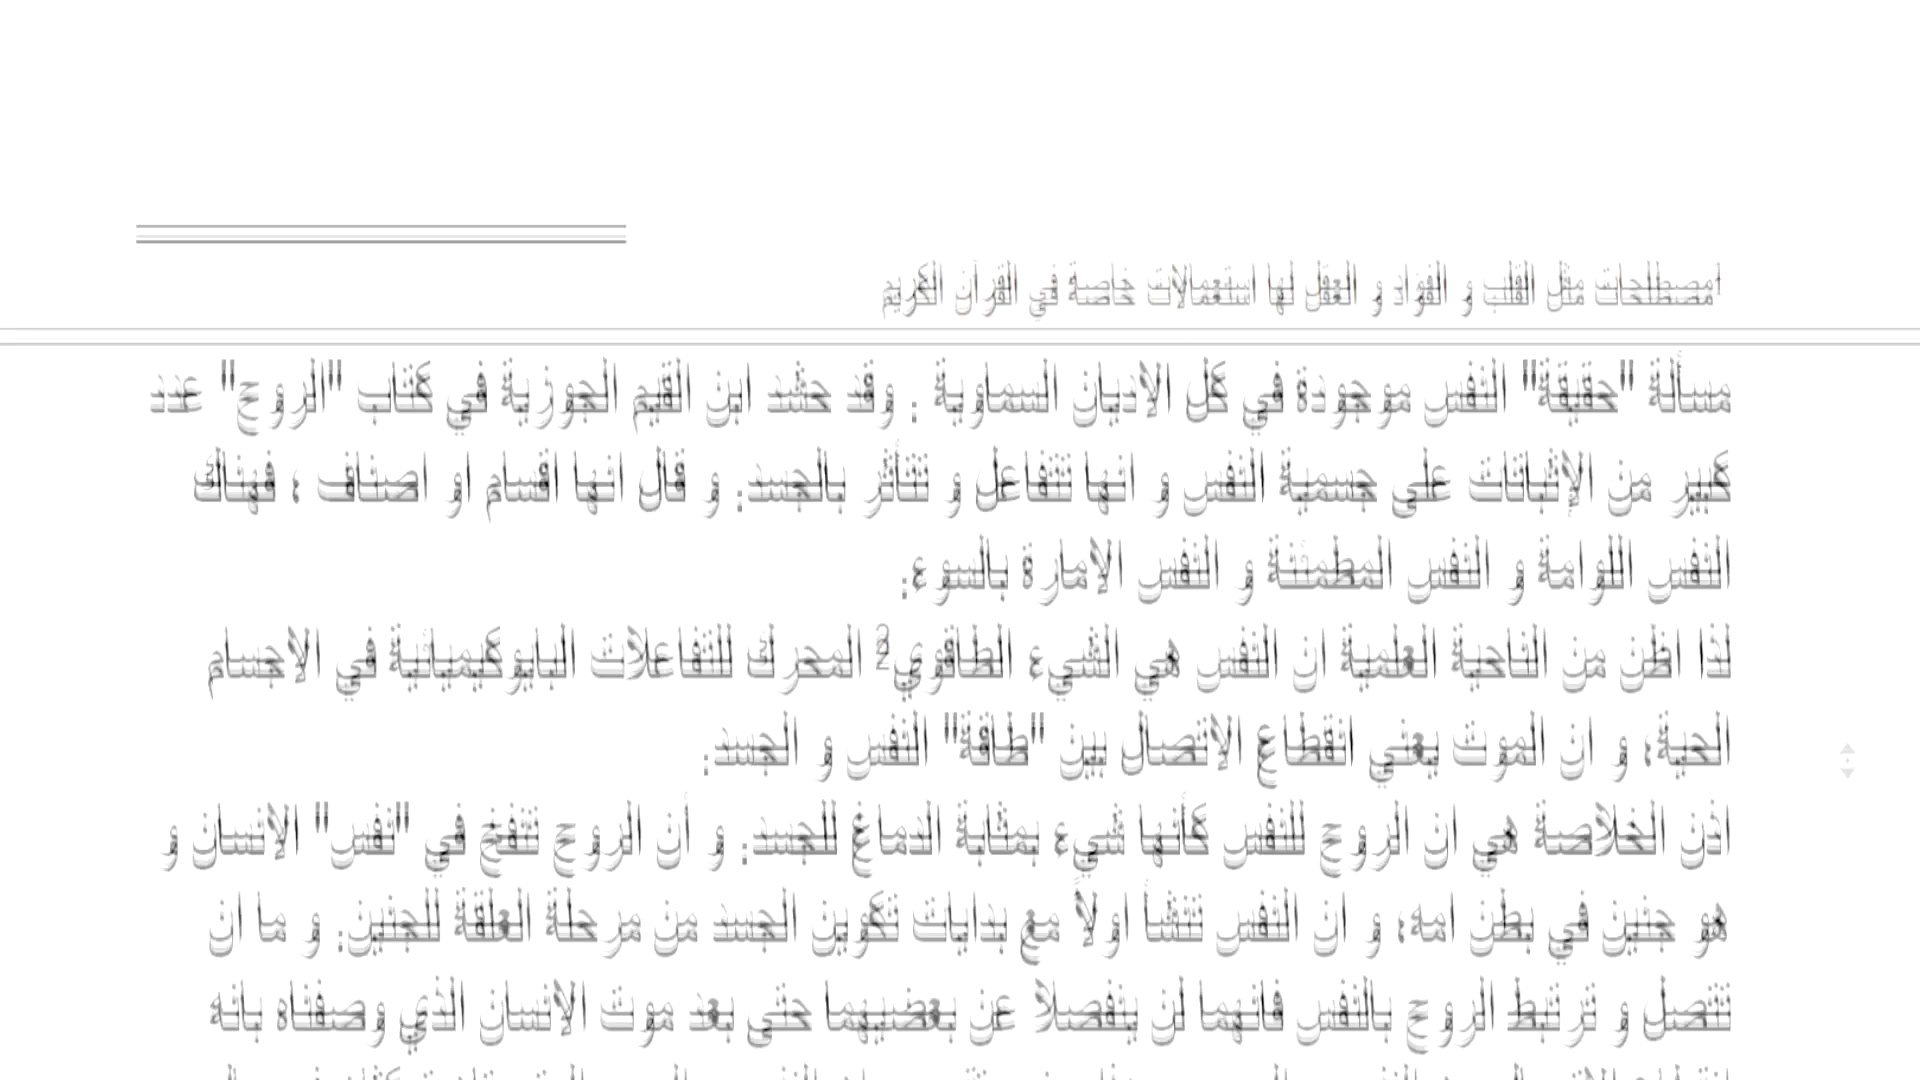 1مصطلحات مثل القلب و الفؤاد و العقل لها استعمالات خاصة في القرآن الكريم
مسألة "حقيقة" النفس موجودة في كل الاديان السماوية . وقد حشد ابن القيم الجوزية في كتاب "الروح" عدد
كبير من الإثباتات على جسمية النفس و انها تتفاعل و تتأثر بالجسد. و قال انها اقسام او اصناف ، فهناك
النفس اللوامة و النفس المطمئنة و النفس الامارة بالسوء.
لذا اظن من الناحية العلمية ان النفس هي الشيء الطاقوي2 المحرك للتفاعلات البايوكيميائية في الاجسام
الحية، و ان الموت يعني انقطاع الاتصال بين "طاقة" النفس و الجسد.
اذن الخلاصة هي ان الروح للنفس كأنها شيء بمثابة الدماغ للجسد. و أن الروح تنفخ في "نفس" الانسان و
هو جنين في بطن امه، و ان النفس تنشأ اولاً مع بدايات تكوين الجسد من مرحلة العلقة للجنين. و ما ان
تتصل و ترتبط الروح بالنفس فانهما لن ينفصلا عن بعضيهما حتى بعد موت الانسان الذي وصفناه بانه